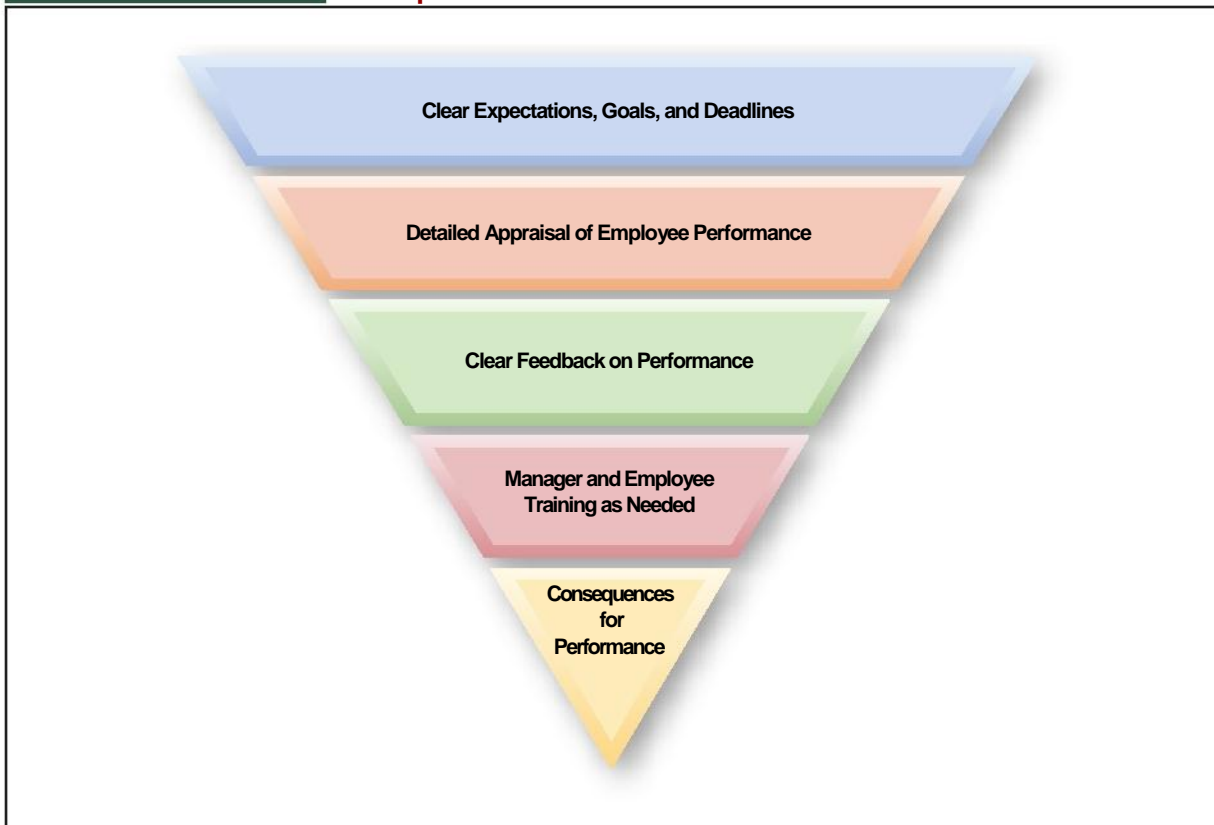 Clear Expectations, Goals, and Deadlines
Detailed Appraisal of Employee Performance
Clear Feedback on Performance
Manager and Employee
Training as Needed
Consequences
for
Performance